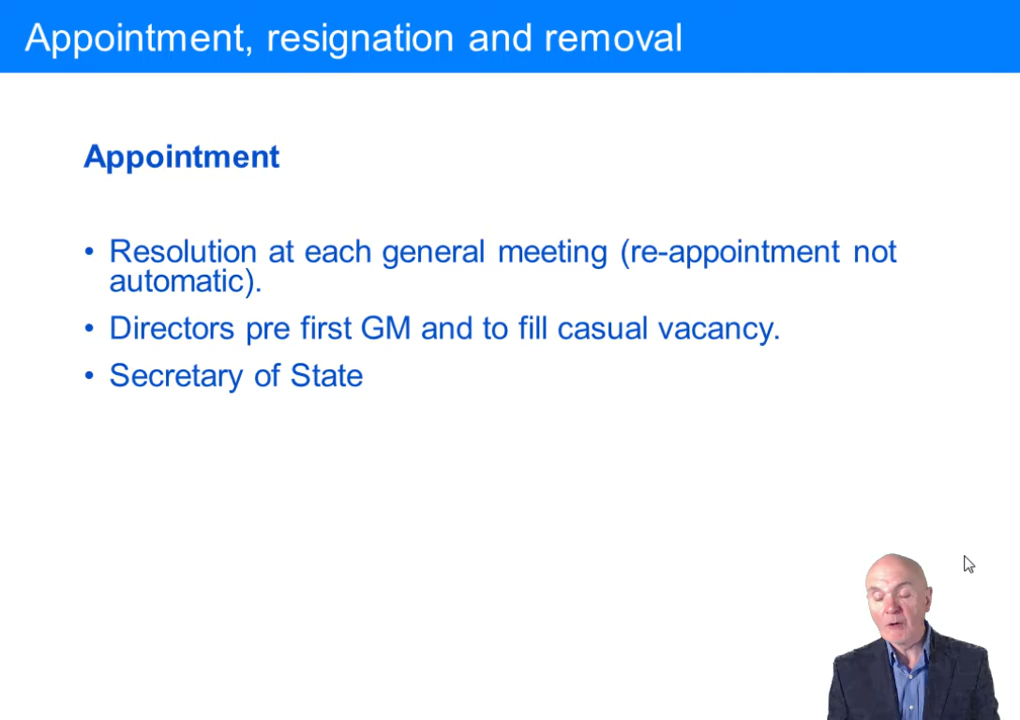 Appointment, resignation and removal
Appointment
• Resolution at each general meeting (re-appointment not
automatic).
• Directors pre first GM and to fill casual vacancy.
• Secretary of State